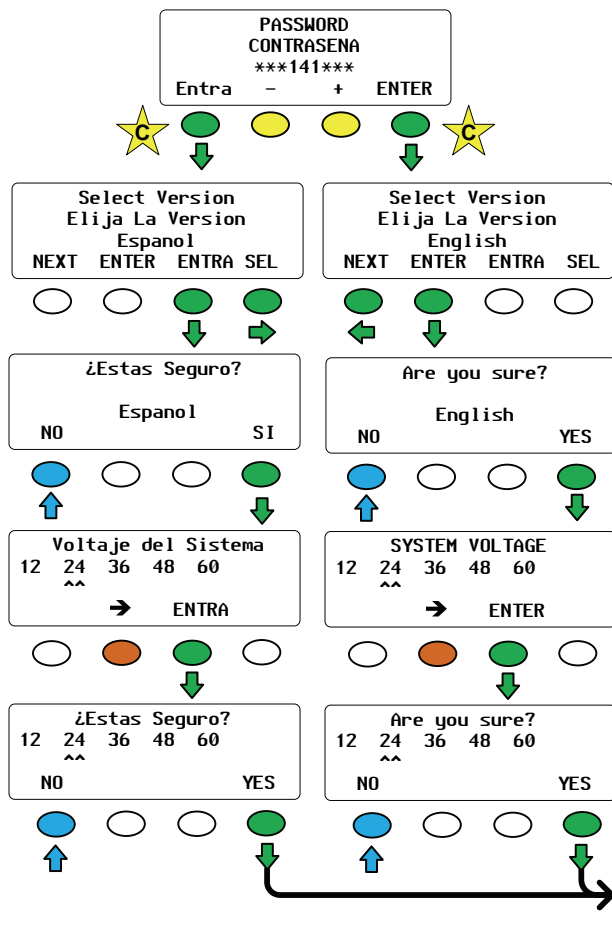 PASSWORD
CONTRASENA
***141***
Entra - + ENTER
C C
Select Version
Elija La Version
Espanol
NEXT ENTER ENTRA SEL
Select Version
Elija La Version
English
NEXT ENTER ENTRA SEL
¿Estas Seguro?
Espanol
NO SI
Are you sure?
English
NO YES
Voltaje del Sistema
12 24 36 48 60
^^
➔ ENTRA
SYSTEM VOLTAGE
12 24 36 48 60
^^
➔ ENTER
¿Estas Seguro?
12 24 36 48 60
^^
NO YES
Are you sure?
12 24 36 48 60
^^
NO YES